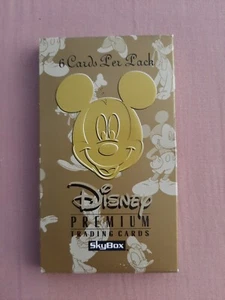 6 Cards Per Pack
Disney
PREMIUM
TRADING CARDS
SkyBox